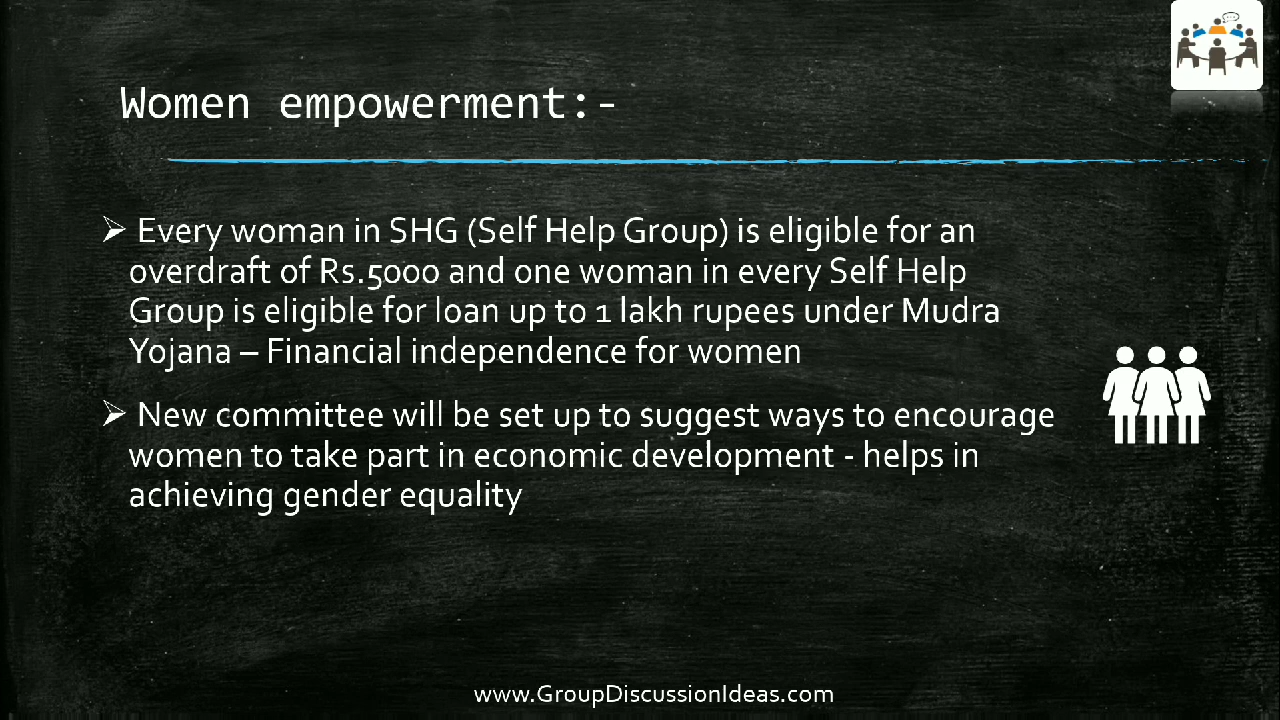 Women empowerment:-
➢ Every woman in SHG (Self Help Group) is eligible for an
overdraft of Rs.5000 and one woman in every Self Help
Group is eligible for loan up to 1 lakh rupees under Mudra
Yojana – Financial independence for women
➢ New committee will be set up to suggest ways to encourage
women to take part in economic development - helps in
achieving gender equality
www.GroupDiscussionIdeas.com